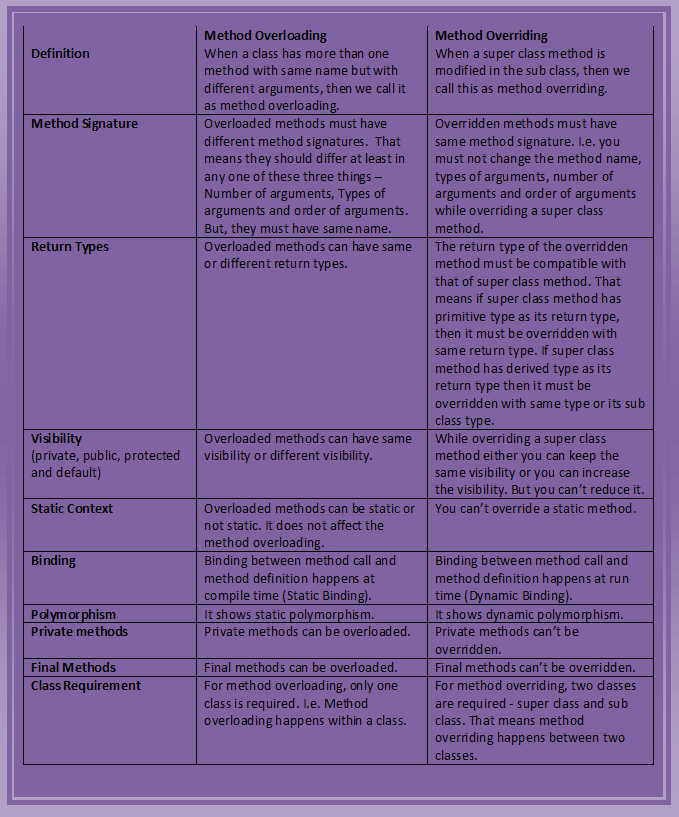 Method Overloading
Method Overriding
Definition
When a class has more than one
method with same name but with
different arguments, then we call it
as method overloading.
When a super class method is
modified in the sub class, then we
call this as method overriding.
Method Signature
Overloaded methods must have
different method signatures. That
means they should differ at least in
any one of these three things –
Number of arguments, Types of
arguments and order of arguments.
But, they must have same name.
Overridden methods must have
same method signature. I.e. you
must not change the method name,
types of arguments, number of
arguments and order of arguments
while overriding a super class
method.
Return Types
Overloaded methods can have same
or different return types.
The return type of the overridden
method must be compatible with
that of super class method. That
means if super class method has
primitive type as its return type,
then it must be overridden with
same return type. If super class
method has derived type as its
return type then it must be
overridden with same type or its sub
class type.
Visibility
(private, public, protected
and default)
Overloaded methods can have same
visibility or different visibility.
While overriding a super class
method either you can keep the
same visibility or you can increase
the visibility. But you can't reduce it.
Static Context
Overloaded methods can be static or
not static. It does not affect the
method overloading.
You can't override a static method.
Binding
Binding between method call and
method definition happens at
compile time (Static Binding).
Binding between method call and
method definition happens at run
time (Dynamic Binding).
Polymorphism
It shows static polymorphism.
It shows dynamic polymorphism.
Private methods
Private methods can be overloaded.
Private methods can't be
overridden.
Final Methods
Final methods can be overloaded.
Final methods can't be overridden.
Class Requirement
For method overloading, only one
class is required. I.e. Method
overloading happens within a class.
For method overriding, two classes
are required - super class and sub
class. That means method
overriding happens between two
classes.